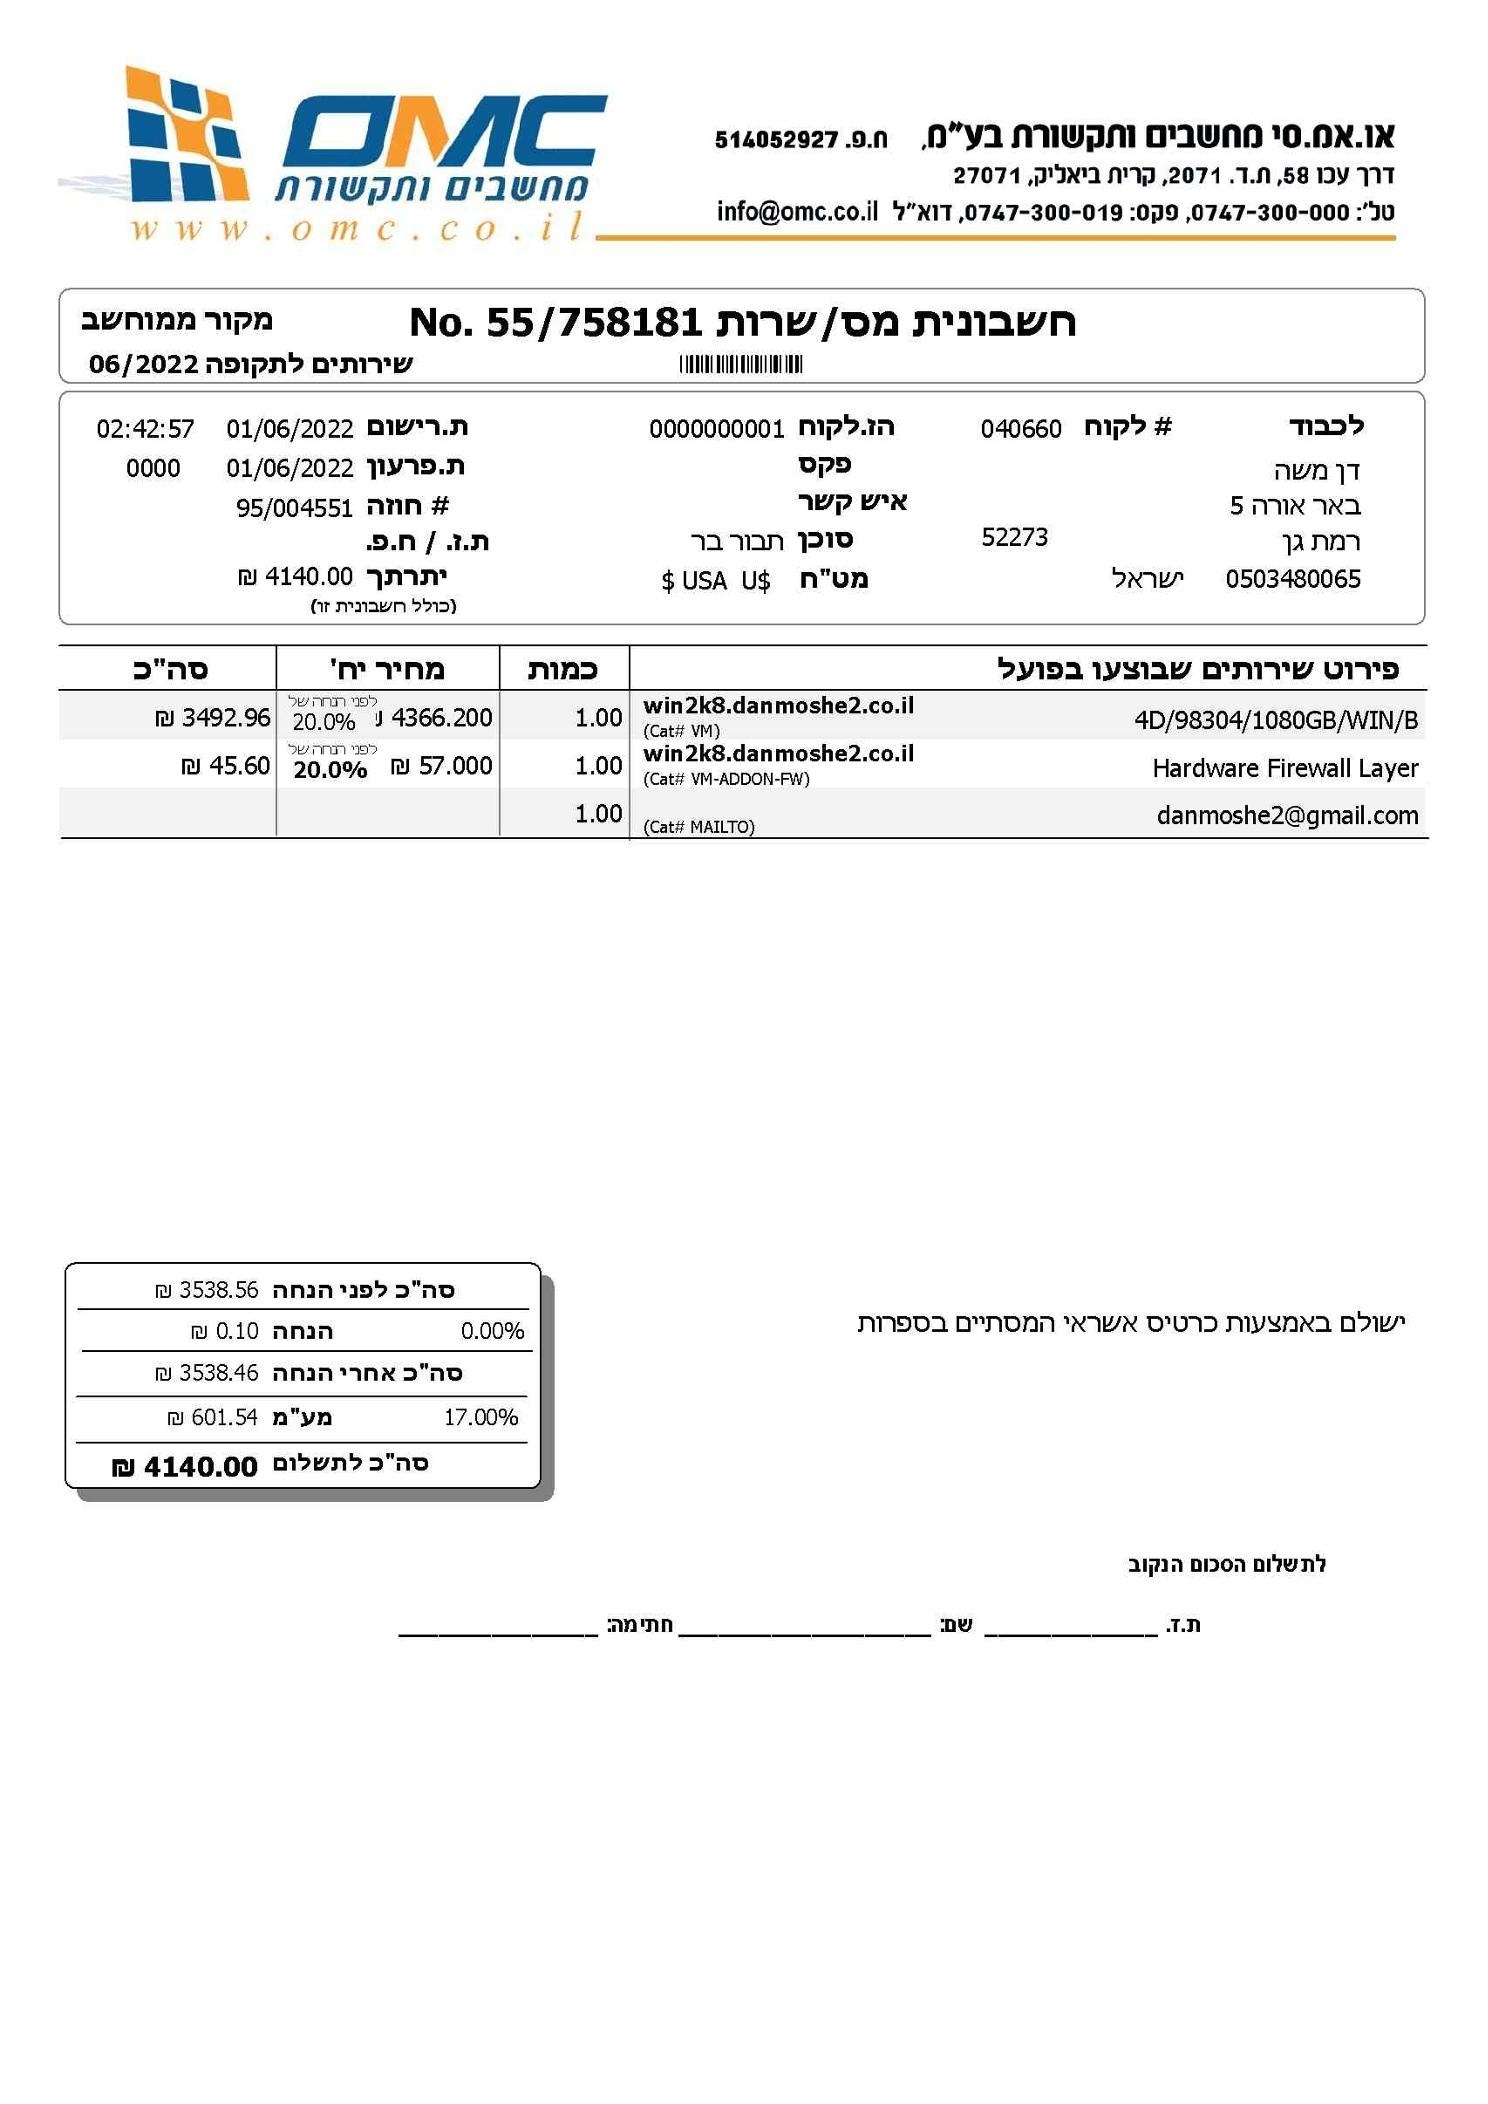 OMC
מחשבים ותקשורת
www.omc.co.il
או.אמ.סי מחשבים ותקשורת בע"מ, ח.פ. 514052927
דרך עכו 58, ת.ד. 2071, קרית ביאליק, 27071
טל': 0747-300-000, פקס: 0747-300-019, דוא"ל info@omc.co.il
חשבונית מס/שרות No. 55/758181
מקור ממוחשב
שירותים לתקופה 06/2022
לכבוד # לקוח 040660 הז.לקוח 0000000001 ת.רישום 01/06/2022 02:42:57
דן משה פקס ת.פרעון 01/06/2022 0000
באר אורה 5 איש קשר # חוזה 95/004551
רמת גן 52273 סוכן תבור בר ת.ז. / ח.פ.
0503480065 ישראל מט"ח $ USA U$ יתרתך 4140.00 ₪
(כולל חשבונית זו)
פירוט שירותים שבוצעו בפועל כמות מחיר יח' סה"כ
4D/98304/1080GB/WIN/B win2k8.danmoshe2.co.il (Cat# VM) 1.00 4366.200 לפני הנחה של 20.0% 3492.96 ₪
Hardware Firewall Layer win2k8.danmoshe2.co.il (Cat# VM-ADDON-FW) 1.00 57.000 ₪ לפני הנחה של 20.0% 45.60 ₪
danmoshe2@gmail.com (Cat# MAILTO) 1.00
סה"כ לפני הנחה 3538.56 ₪
0.00% הנחה 0.10 ₪
סה"כ אחרי הנחה 3538.46 ₪
17.00% מע"מ 601.54 ₪
סה"כ לתשלום 4140.00 ₪
ישולם באמצעות כרטיס אשראי המסתיים בספרות
לתשלום הסכום הנקוב
ת.ז. _____________ שם: ___________________ חתימה: _______________